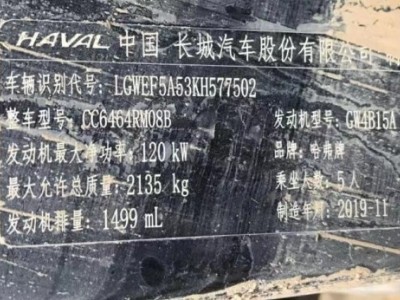 HAVAL 中国 长城汽车股份有限公司
车辆识别代号: LGWEF5A53KH577502
整车型号: CC6464RM08B 发动机型号: GW4B15A
发动机最大净功率: 120 kW 品牌: 哈弗牌
最大允许总质量: 2135 kg 乘坐人数: 5人
发动机排量: 1499 mL 制造年月: 2019-11